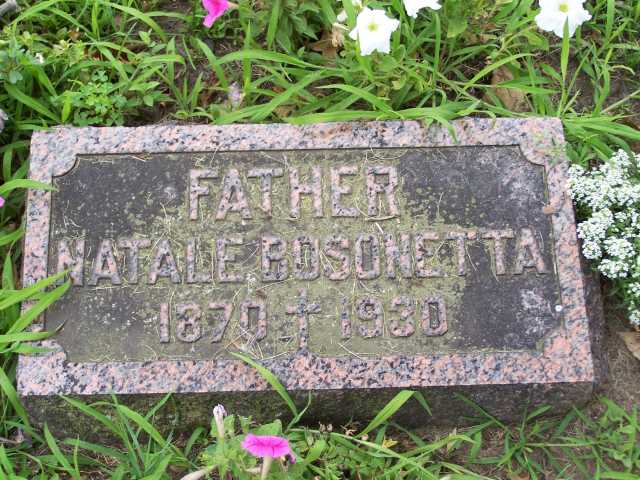 FATHER
NATALE BOSONETTA
1870 † 1930